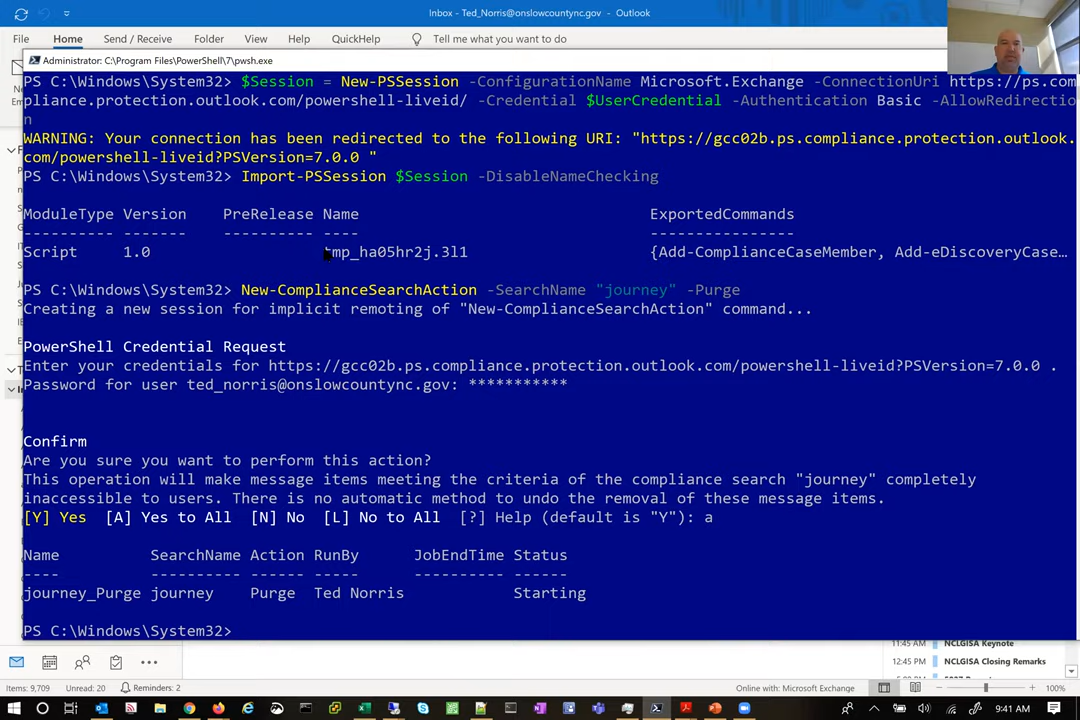 Inbox - Ted_Norris@onslowcountync.gov - Outlook
File Home Send / Receive Folder View Help QuickHelp Tell me what you want to do
Administrator: C:\Program Files\PowerShell\7\pwsh.exe
PS C:\Windows\System32> $Session = New-PSSession -ConfigurationName Microsoft.Exchange -ConnectionUri https://ps.com
pliance.protection.outlook.com/powershell-liveid/ -Credential $UserCredential -Authentication Basic -AllowRedirectio
n
WARNING: Your connection has been redirected to the following URI: "https://gcc02b.ps.compliance.protection.outlook.
com/powershell-liveid?PSVersion=7.0.0 "
PS C:\Windows\System32> Import-PSSession $Session -DisableNameChecking
ModuleType Version PreRelease Name ExportedCommands
---------- ------- ---------- ---- ----------------
Script 1.0 tmp_ha05hr2j.3l1 {Add-ComplianceCaseMember, Add-eDiscoveryCase…
PS C:\Windows\System32> New-ComplianceSearchAction -SearchName "journey" -Purge
Creating a new session for implicit remoting of "New-ComplianceSearchAction" command...
PowerShell Credential Request
Enter your credentials for https://gcc02b.ps.compliance.protection.outlook.com/powershell-liveid?PSVersion=7.0.0 .
Password for user ted_norris@onslowcountync.gov: ***********
Confirm
Are you sure you want to perform this action?
This operation will make message items meeting the criteria of the compliance search "journey" completely
inaccessible to users. There is no automatic method to undo the removal of these message items.
[Y] Yes [A] Yes to All [N] No [L] No to All [?] Help (default is "Y"): a
Name SearchName Action RunBy JobEndTime Status
---- ---------- ------ ----- ---------- ------
journey_Purge journey Purge Ted Norris Starting
PS C:\Windows\System32>
11:45 AM NCLGISA Keynote
12:45 PM NCLGISA Closing Remarks
Items: 9,709 Unread: 20 Reminders: 2 Online with: Microsoft Exchange 100%
9:41 AM